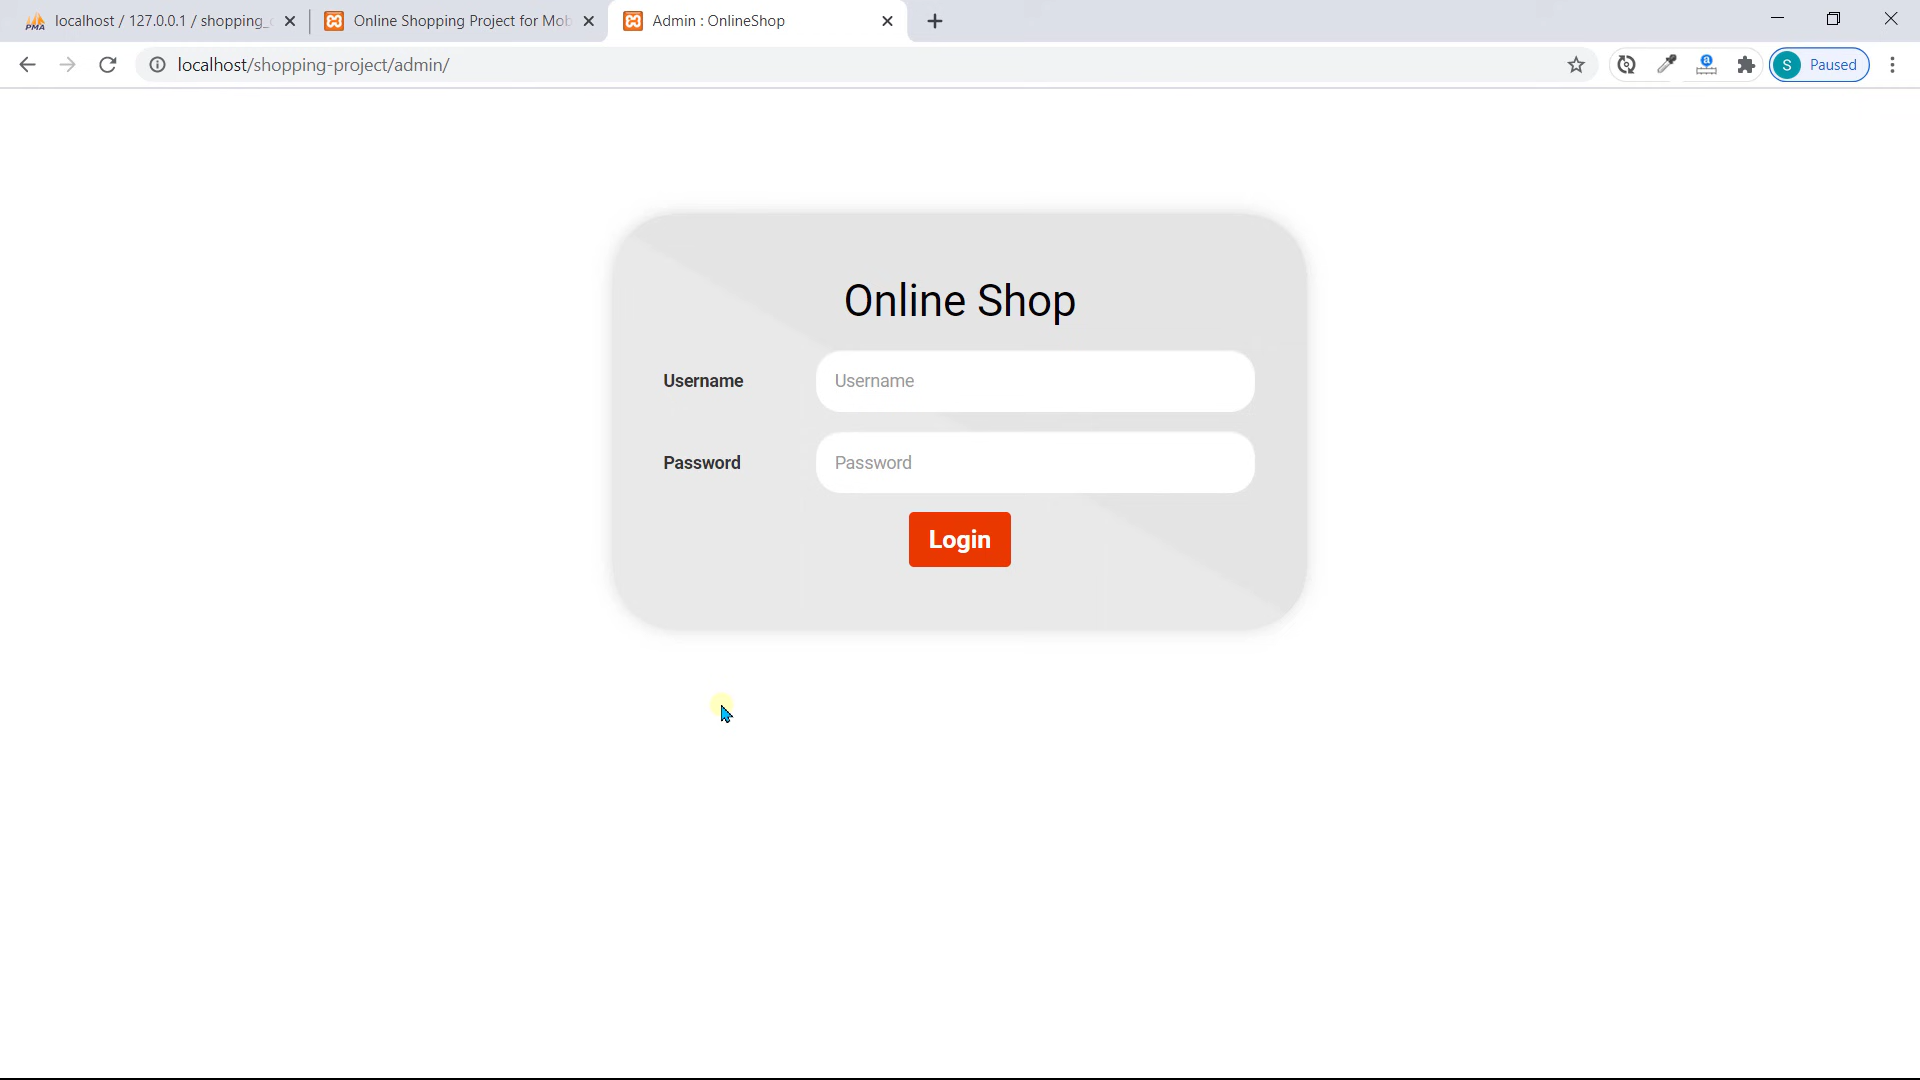 localhost / 127.0.0.1 / shopping_
Online Shopping Project for Mob
Admin : OnlineShop
localhost/shopping-project/admin/
S
Paused
Online Shop
Username
Username
Password
Password
Login